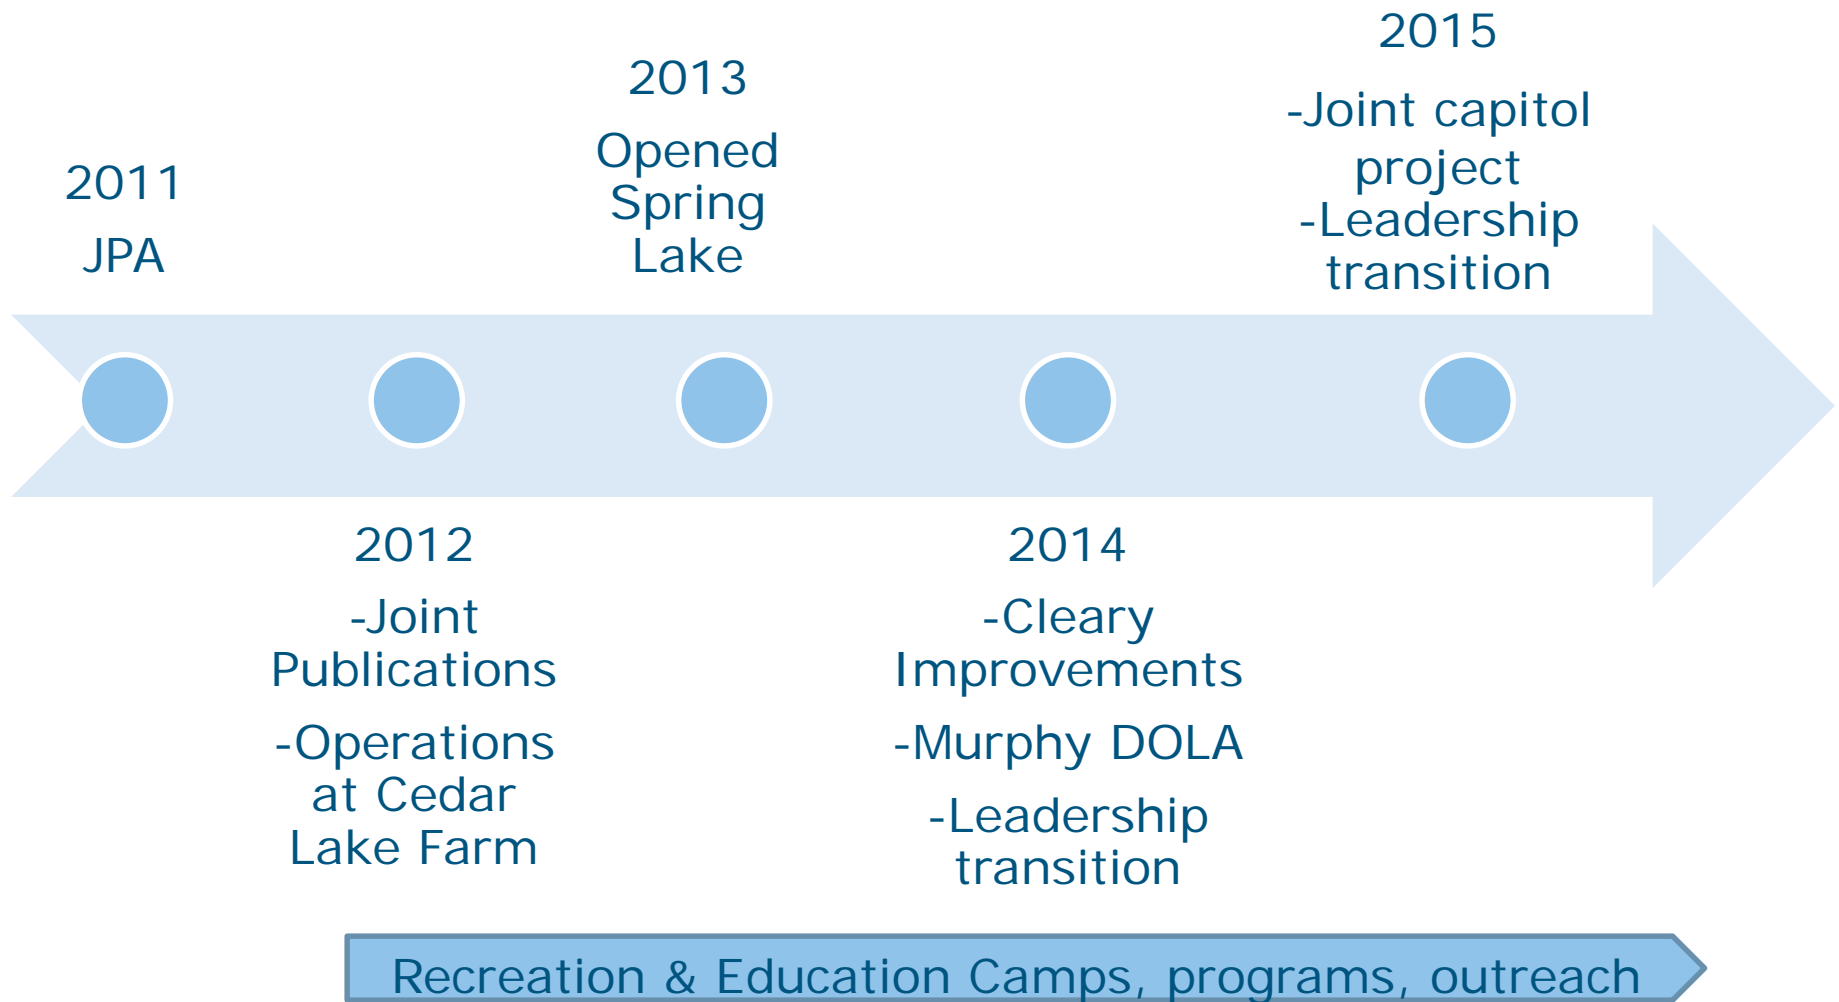 2011
JPA
2012
-Joint
Publications
-Operations
at Cedar
Lake Farm
2013
Opened
Spring
Lake
2014
-Cleary
Improvements
-Murphy DOLA
-Leadership
transition
2015
-Joint capitol
project
-Leadership
transition
Recreation & Education Camps, programs, outreach